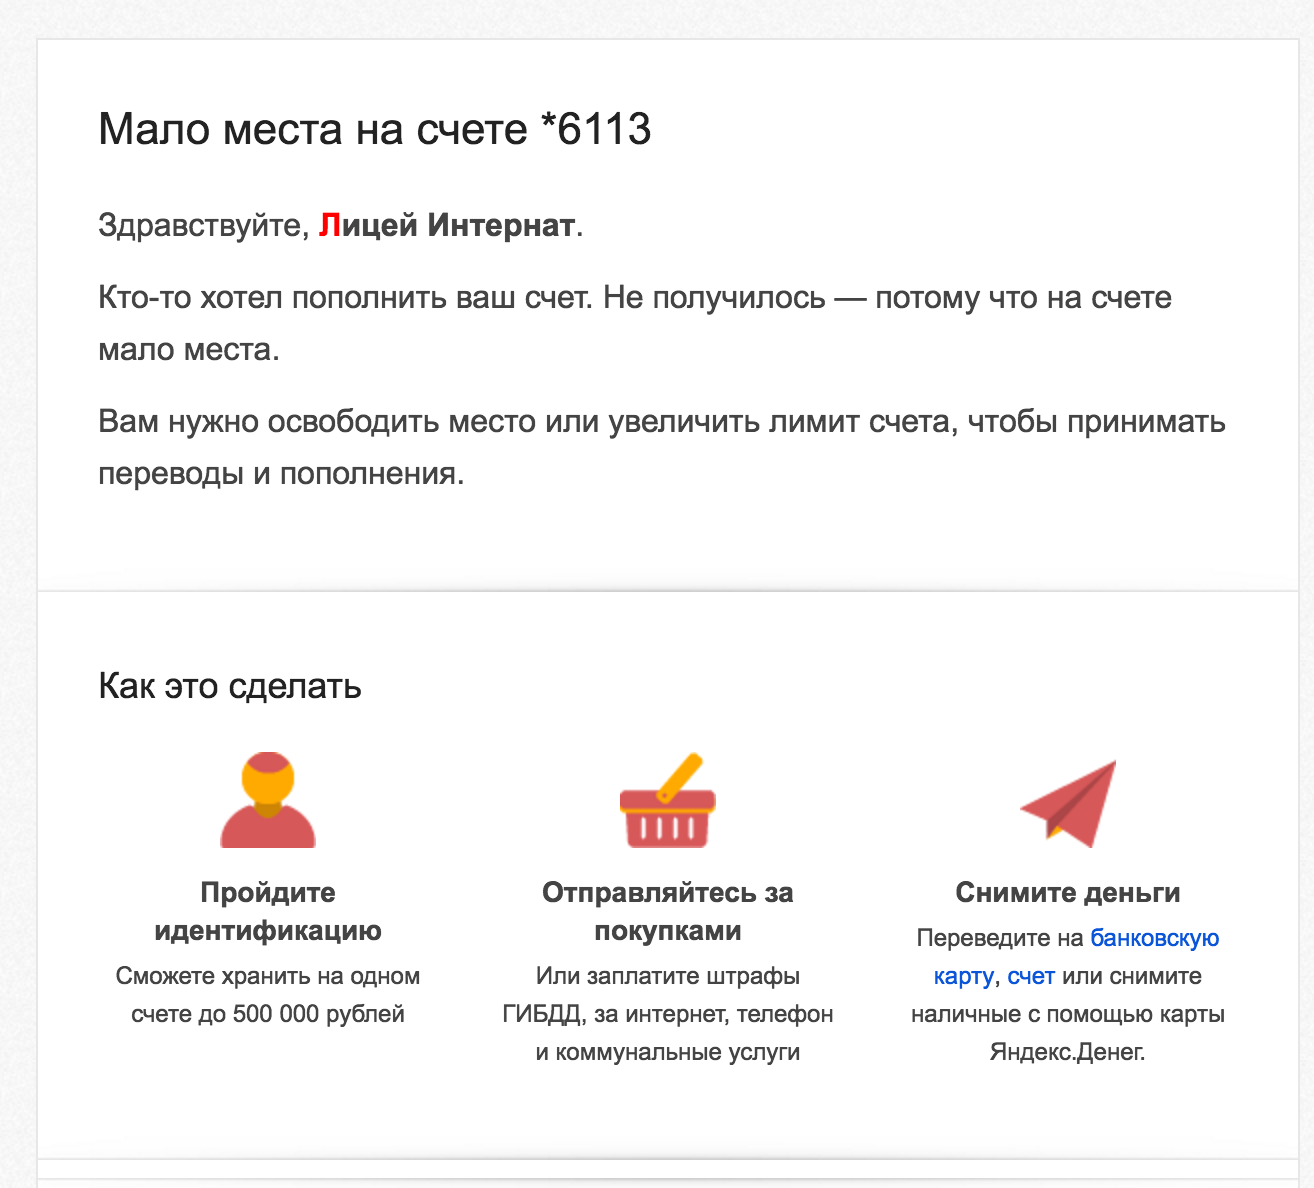 Мало места на счете *6113
Здравствуйте, Лицей Интернат.
Кто-то хотел пополнить ваш счет. Не получилось — потому что на счете
мало места.
Вам нужно освободить место или увеличить лимит счета, чтобы принимать
переводы и пополнения.
Как это сделать
Пройдите
идентификацию
Сможете хранить на одном
счете до 500 000 рублей
Отправляйтесь за
покупками
Или заплатите штрафы
ГИБДД, за интернет, телефон
и коммунальные услуги
Снимите деньги
Переведите на банковскую
карту, счет или снимите
наличные с помощью карты
Яндекс.Денег.